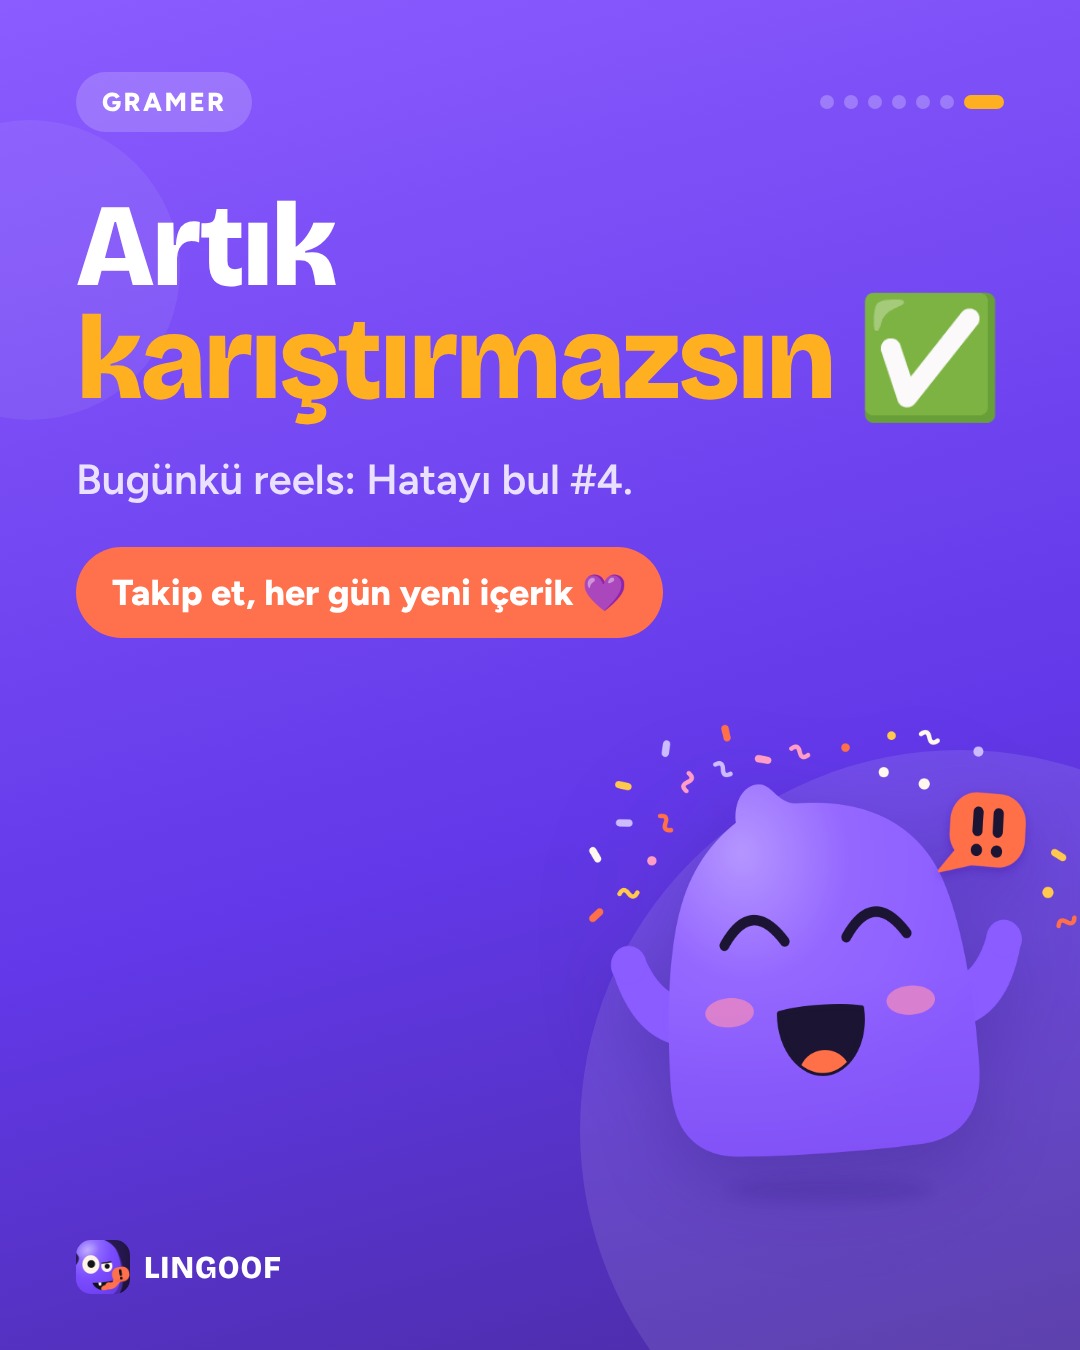 GRAMER
Artık
karıştırmazsın ✅
Bugünkü reels: Hatayı bul #4.
Takip et, her gün yeni içerik 💜
!!
LINGOOF